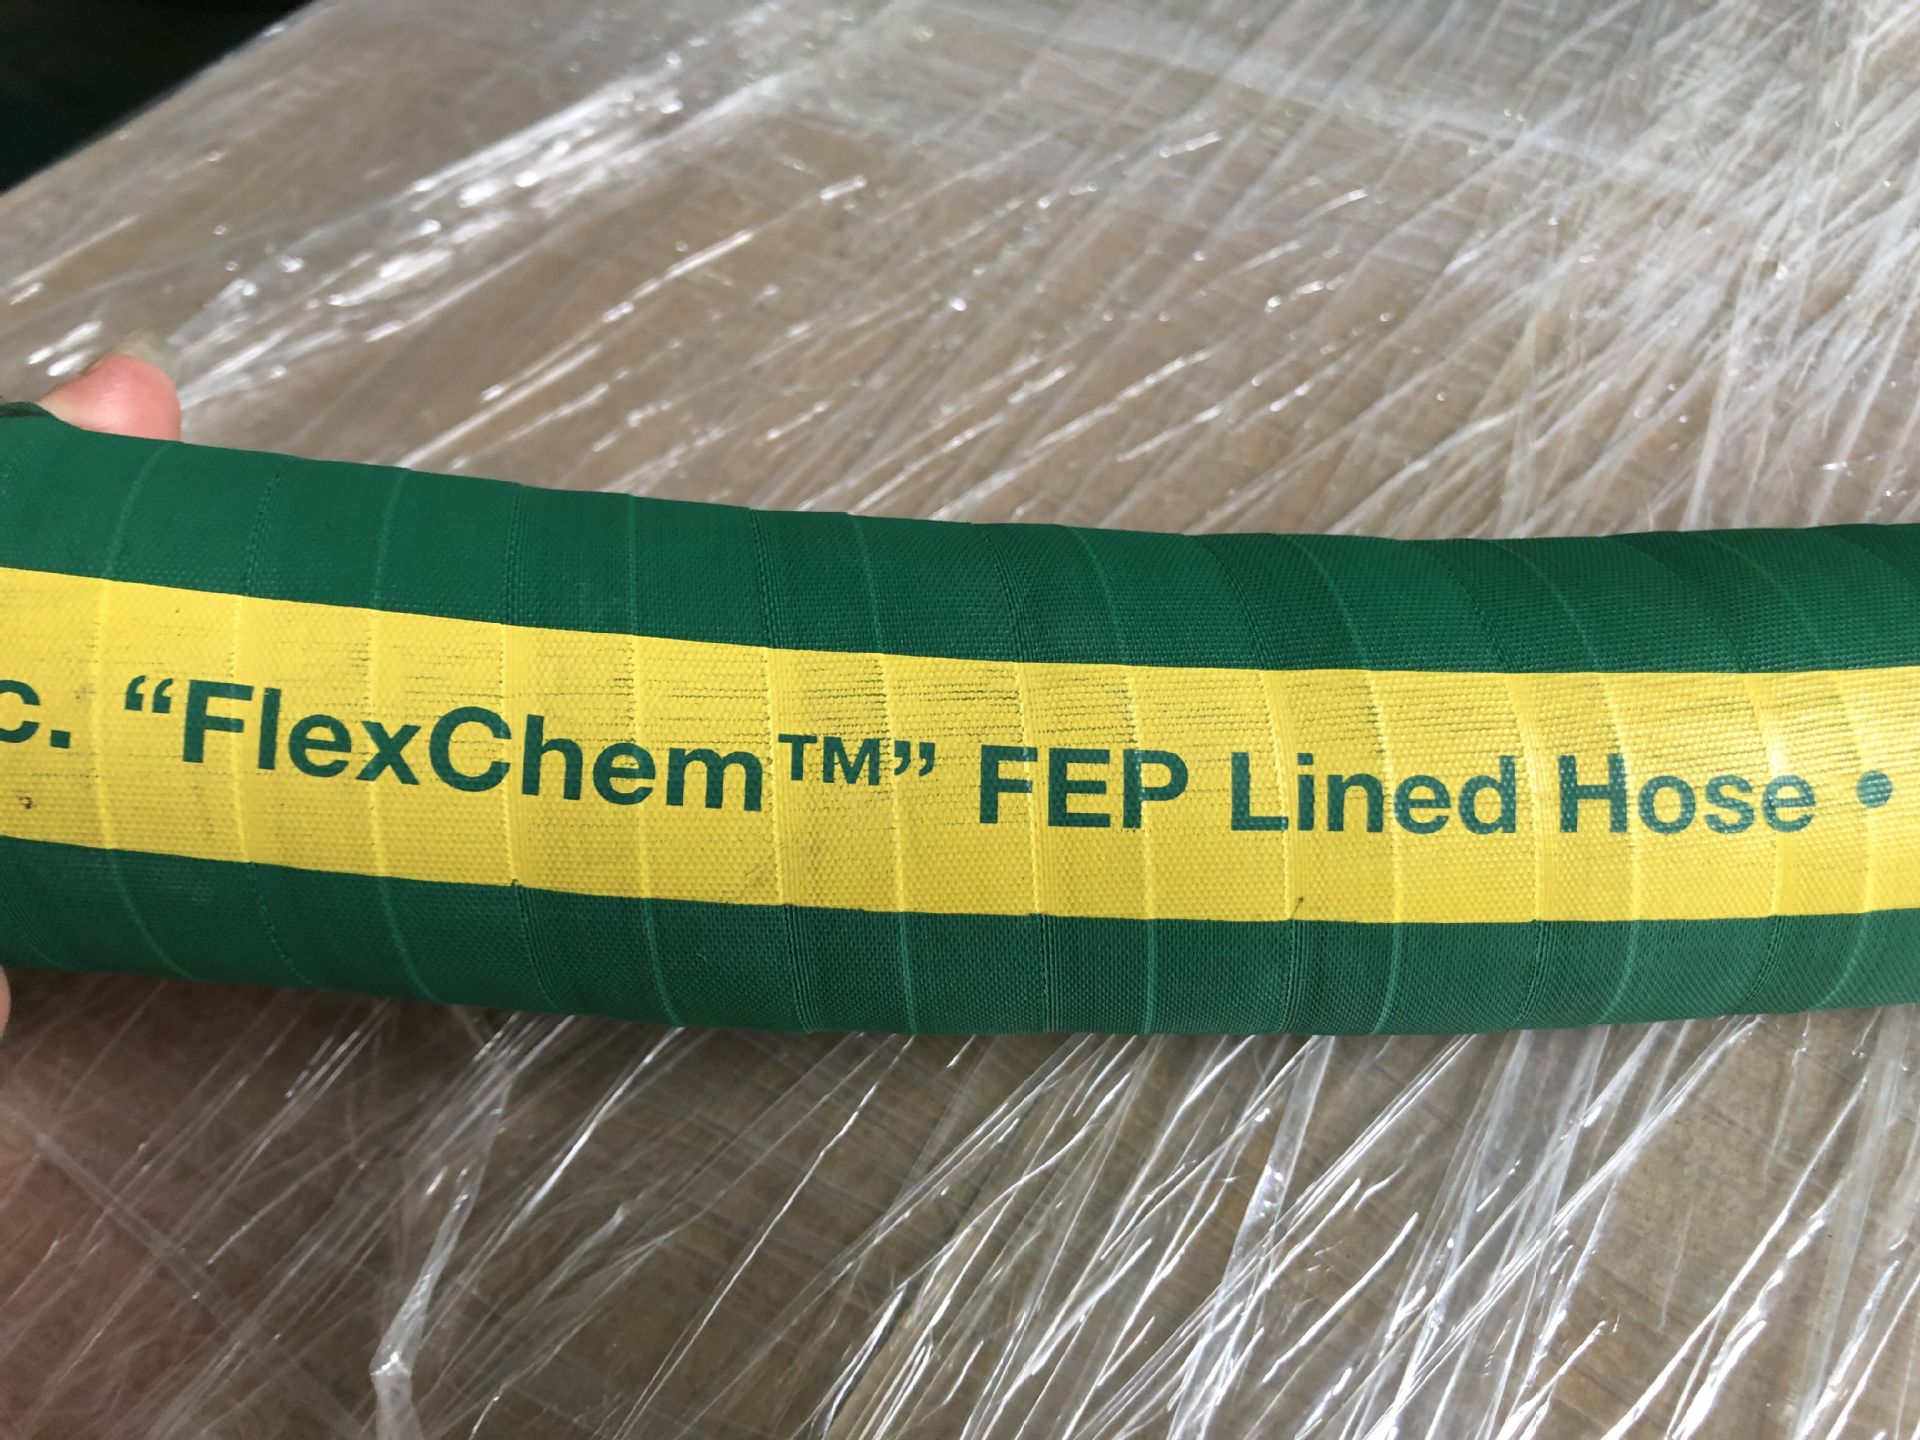 c. “FlexChem™” FEP Lined Hose •